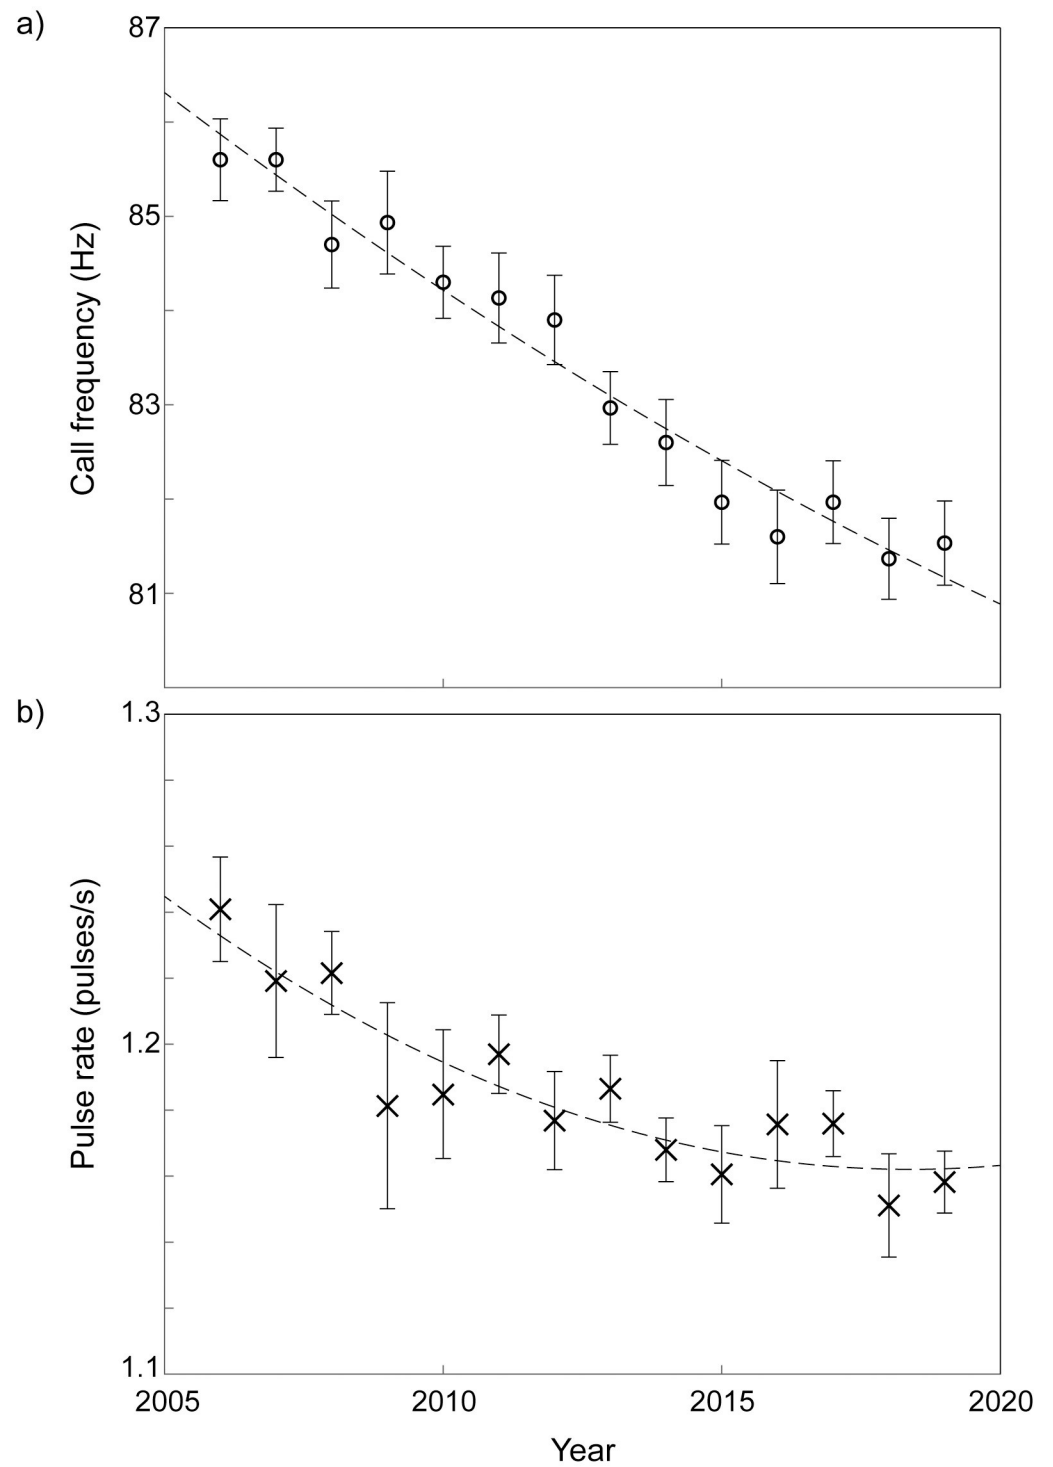 a)
87
85
83
81
Call frequency (Hz)
b)
1.3
1.2
1.1
Pulse rate (pulses/s)
2005 2010 2015 2020
Year